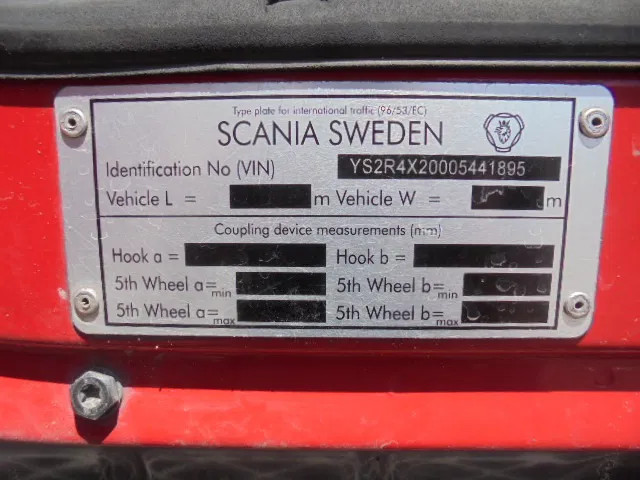 Type plate for international traffic (96/53/EC)
SCANIA SWEDEN
Identification No (VIN) YS2R4X20005441895
Vehicle L = m Vehicle W = m
Coupling device measurements (mm)
Hook a = Hook b =
5th Wheel a=min 5th Wheel b=min
5th Wheel a=max 5th Wheel b=max